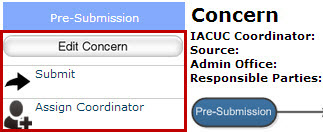 Pre-Submission
Edit Concern
Submit
Assign Coordinator
Concern
IACUC Coordinator:
Source:
Admin Office:
Responsible Parties:
Pre-Submission